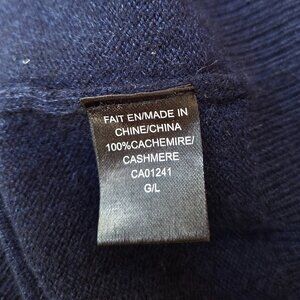 FAIT EN/MADE IN
CHINE/CHINA
100%CACHEMIRE/
CASHMERE
CA01241
G/L